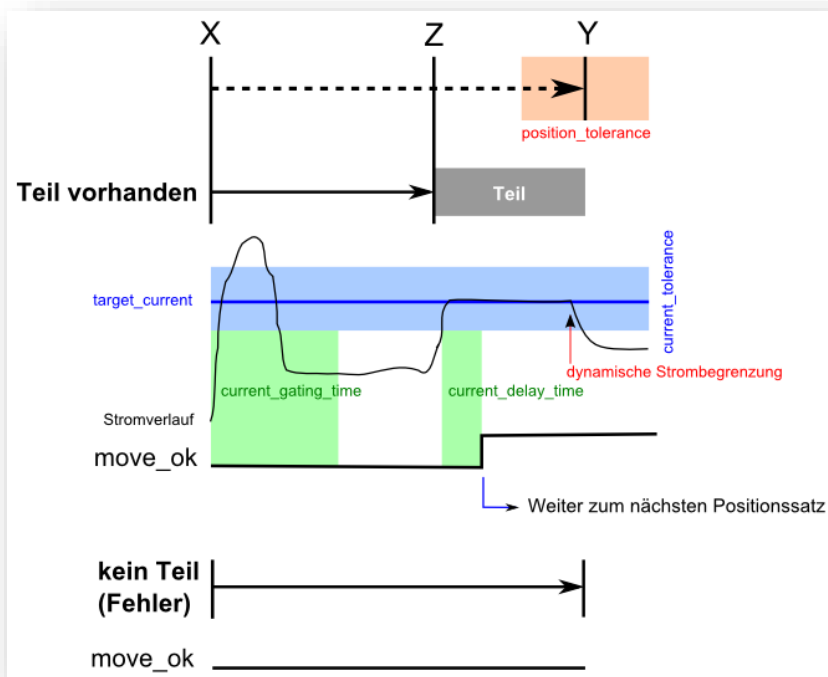 X
Z
Y
position_tolerance
Teil vorhanden
Teil
target_current
current_tolerance
dynamische Strombegrenzung
current_gating_time
current_delay_time
Stromverlauf
move_ok
Weiter zum nächsten Positionssatz
kein Teil
(Fehler)
move_ok